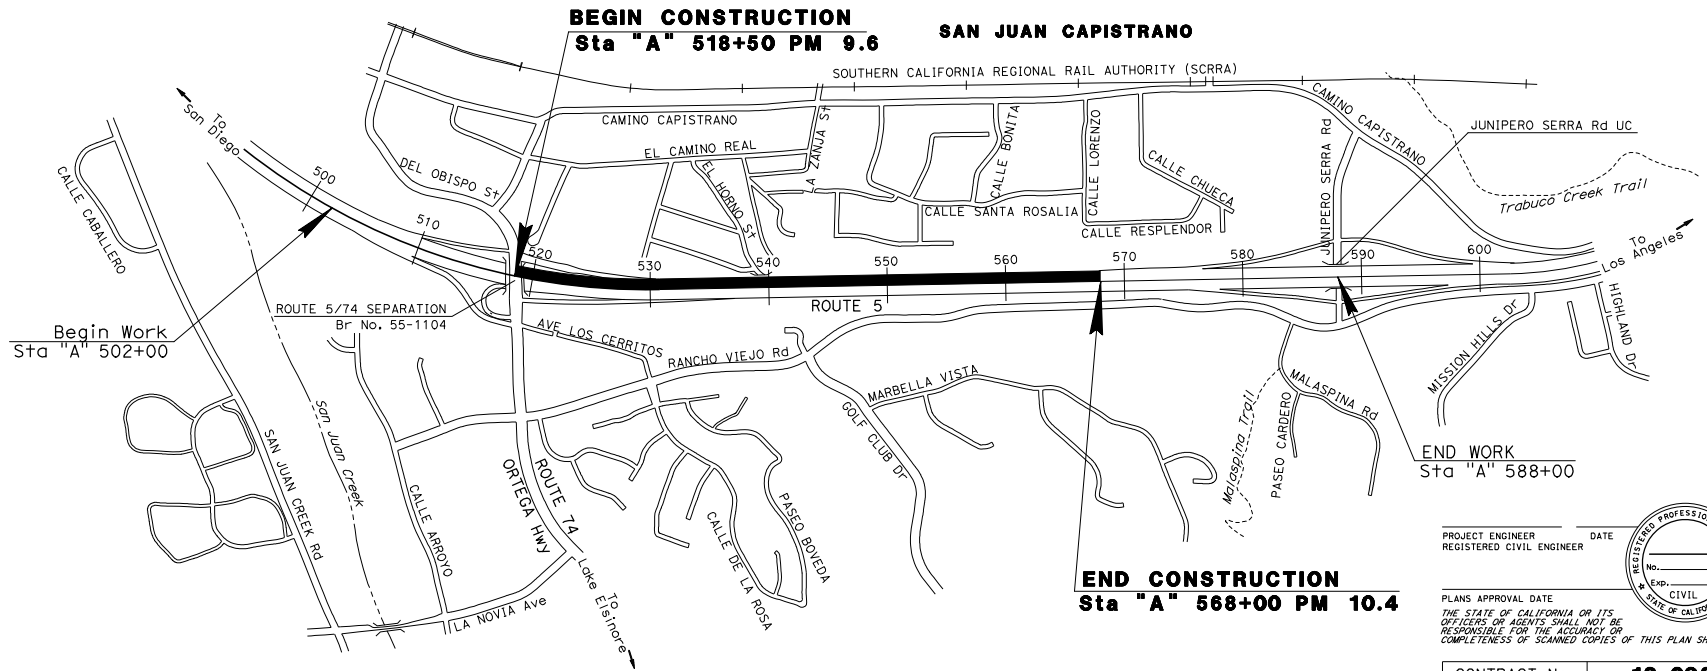 BEGIN CONSTRUCTION
Sta "A" 518+50 PM 9.6
SAN JUAN CAPISTRANO
SOUTHERN CALIFORNIA REGIONAL RAIL AUTHORITY (SCRRA)
To
San Diego
CAMINO CAPISTRANO
CAMINO CAPISTRANO
JUNIPERO SERRA Rd UC
EL CAMINO REAL
LA ZANJA St
CALLE BONITA
CALLE LORENZO
CALLE CHUECA
JUNIPERO SERRA Rd
DEL OBISPO St
EL HORNO St
CALLE SANTA ROSALIA
CALLE RESPLENDOR
Trabuco Creek Trail
To
Los Angeles
CALLE CABALLERO
500
510
520
530
540
550
560
570
580
590
600
ROUTE 5
ROUTE 5/74 SEPARATION
Br No. 55-1104
Begin Work
Sta "A" 502+00
AVE LOS CERRITOS
RANCHO VIEJO Rd
MARBELLA VISTA
GOLF CLUB Dr
MALASPINA Rd
Malaspina Trail
PASEO CARDERO
MISSION HILLS Dr
HIGHLAND Dr
END WORK
Sta "A" 588+00
San Juan Creek
SAN JUAN CREEK Rd
CALLE ARROYO
ROUTE 74
ORTEGA Hwy
CALLE DE LA ROSA
PASEO BOVEDA
LA NOVIA Ave
To
Lake Elsinore
END CONSTRUCTION
Sta "A" 568+00 PM 10.4
PROJECT ENGINEER DATE
REGISTERED CIVIL ENGINEER
REGISTERED
No.
Exp.
CIVIL
STATE OF
PLANS APPROVAL DATE
THE STATE OF CALIFORNIA OR ITS
OFFICERS OR AGENTS SHALL NOT BE
RESPONSIBLE FOR THE ACCURACY OR
COMPLETENESS OF SCANNED COPIES OF THIS PLAN